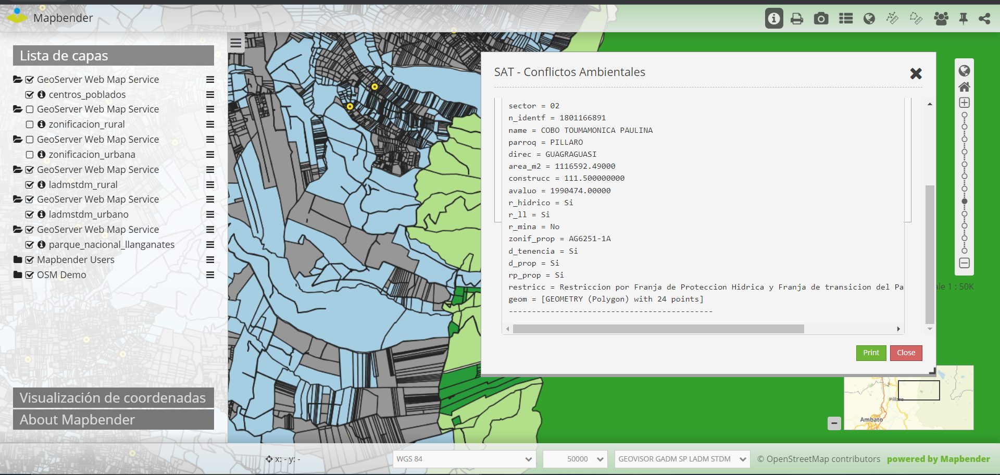 Mapbender
Lista de capas
GeoServer Web Map Service
centros_poblados
GeoServer Web Map Service
zonificacion_rural
GeoServer Web Map Service
zonificacion_urbana
GeoServer Web Map Service
ladmstdm_rural
GeoServer Web Map Service
ladmstdm_urbano
GeoServer Web Map Service
parque_nacional_llanganates
Mapbender Users
OSM Demo
Visualización de coordenadas
About Mapbender
SAT - Conflictos Ambientales
sector = 02
n_identf = 1801166891
name = COBO TOUMAMONICA PAULINA
parroq = PILLARO
direc = GUAGRAGUASI
area_m2 = 1116592.49000
construcc = 111.500000000
avaluo = 1990474.00000
r_hidrico = Si
r_ll = Si
r_mina = No
zonif_prop = AG6251-1A
d_tenencia = Si
d_prop = Si
rp_prop = Si
restricc = Restriccion por Franja de Proteccion Hidrica y Franja de transicion del Pa
geom = [GEOMETRY (Polygon) with 24 points]
--------------------------------------------
Print
Close
ale 1 : 50K
Píllaro
Ambato
x: - y: -
WGS 84
50000
GEOVISOR GADM SP LADM STDM
© OpenStreetMap contributors
powered by Mapbender